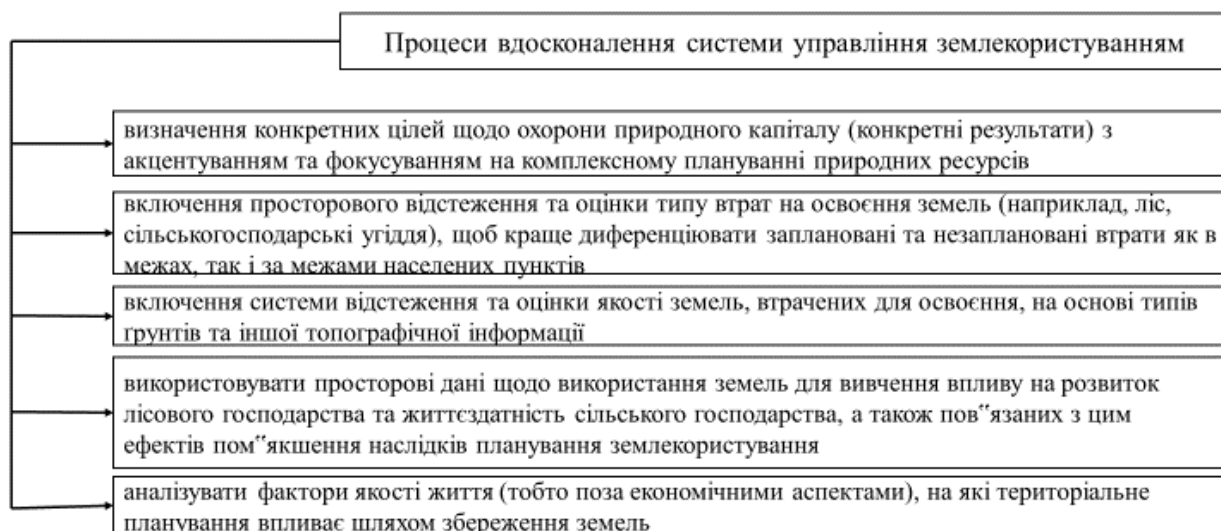 Процеси вдосконалення системи управління землекористуванням
визначення конкретних цілей щодо охорони природного капіталу (конкретні результати) з
акцентуванням та фокусуванням на комплексному плануванні природних ресурсів
включення просторового відстеження та оцінки типу втрат на освоєння земель (наприклад, ліс,
сільськогосподарські угіддя), щоб краще диференціювати заплановані та незаплановані втрати як в
межах, так і за межами населених пунктів
включення системи відстеження та оцінки якості земель, втрачених для освоєння, на основі типів
ґрунтів та іншої топографічної інформації
використовувати просторові дані щодо використання земель для вивчення впливу на розвиток
лісового господарства та життєздатність сільського господарства, а також пов‟язаних з цим
ефектів пом‟якшення наслідків планування землекористування
аналізувати фактори якості життя (тобто поза економічними аспектами), на які територіальне
планування впливає шляхом збереження земель